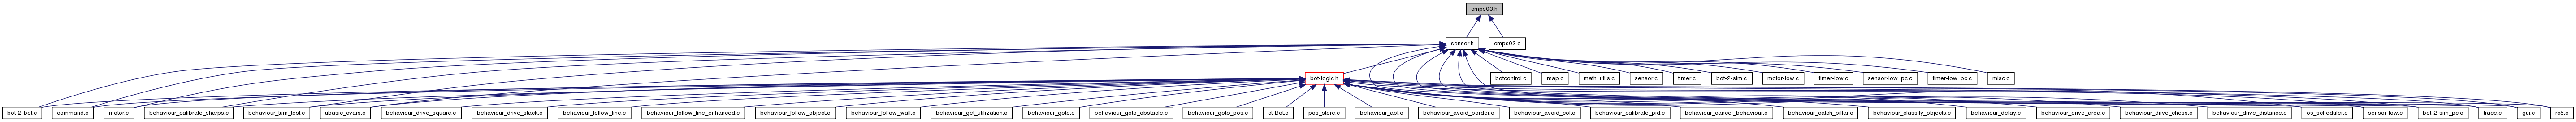 cmps03.h
sensor.h
cmps03.c
bot-logic.h
botcontrol.c
map.c
math_utils.c
sensor.c
timer.c
bot-2-sim.c
motor-low.c
timer-low.c
sensor-low_pc.c
timer-low_pc.c
misc.c
bot-2-bot.c
command.c
motor.c
behaviour_calibrate_sharps.c
behaviour_turn_test.c
ubasic_cvars.c
behaviour_drive_square.c
behaviour_drive_stack.c
behaviour_follow_line.c
behaviour_follow_line_enhanced.c
behaviour_follow_object.c
behaviour_follow_wall.c
behaviour_get_utilization.c
behaviour_goto.c
behaviour_goto_obstacle.c
behaviour_goto_pos.c
ct-Bot.c
pos_store.c
behaviour_abl.c
behaviour_avoid_border.c
behaviour_avoid_col.c
behaviour_calibrate_pid.c
behaviour_cancel_behaviour.c
behaviour_catch_pillar.c
behaviour_classify_objects.c
behaviour_delay.c
behaviour_drive_area.c
behaviour_drive_chess.c
behaviour_drive_distance.c
os_scheduler.c
sensor-low.c
bot-2-sim_pc.c
trace.c
gui.c
rc5.c